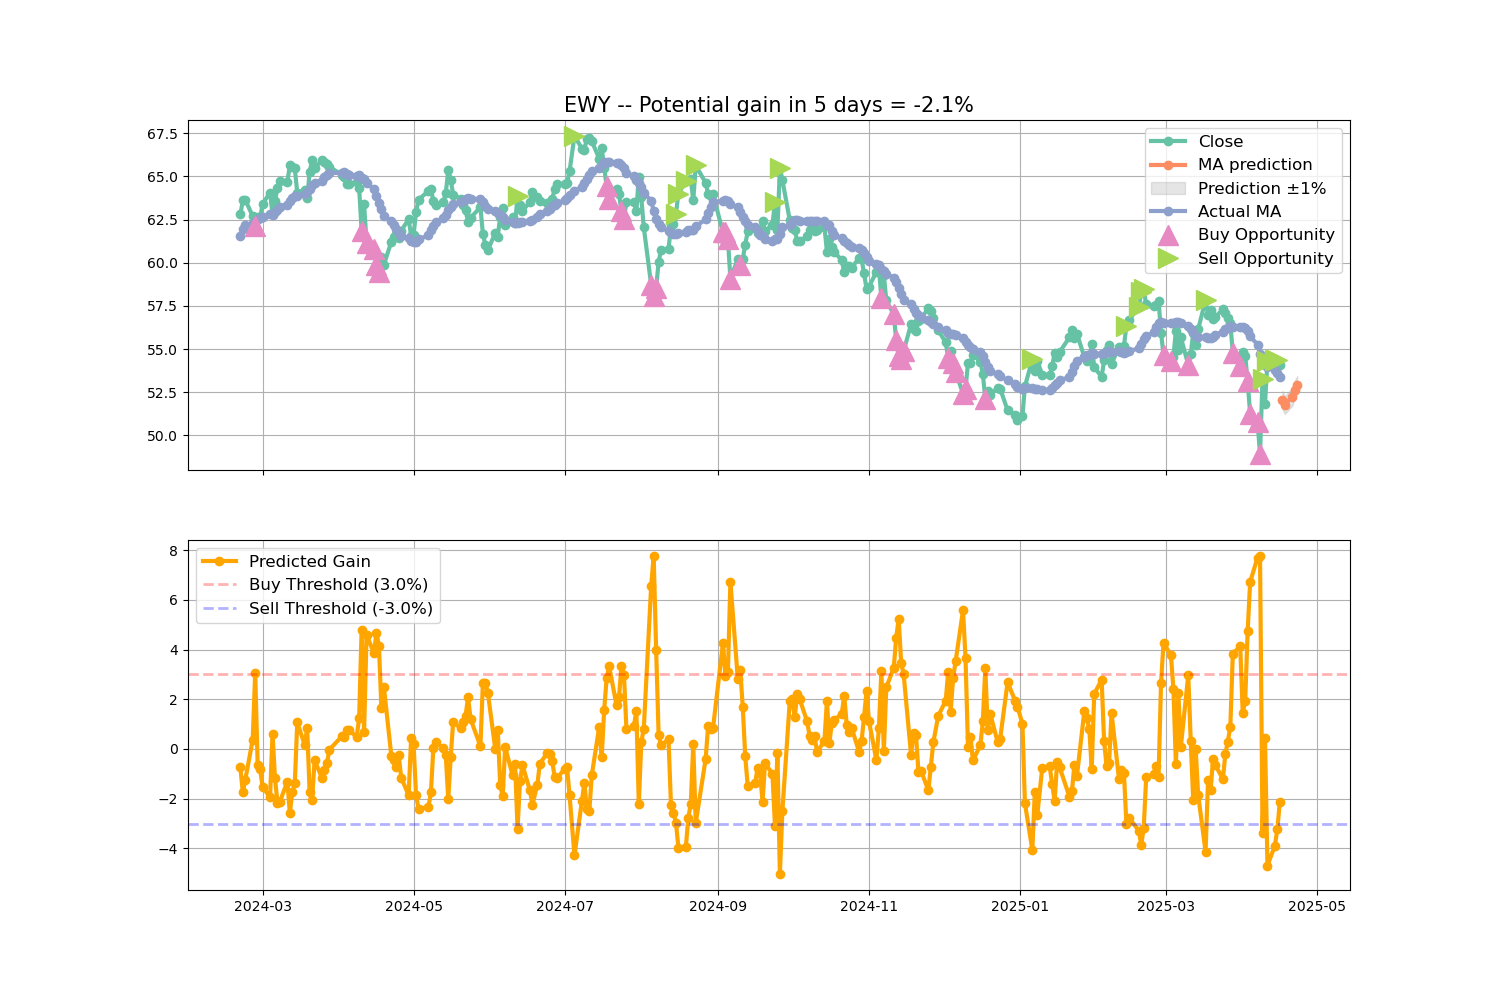 EWY -- Potential gain in 5 days = -2.1%
67.5
65.0
62.5
60.0
57.5
55.0
52.5
50.0
Close
MA prediction
Prediction ±1%
Actual MA
Buy Opportunity
Sell Opportunity
8
6
4
2
0
−2
−4
Predicted Gain
Buy Threshold (3.0%)
Sell Threshold (-3.0%)
2024-03
2024-05
2024-07
2024-09
2024-11
2025-01
2025-03
2025-05